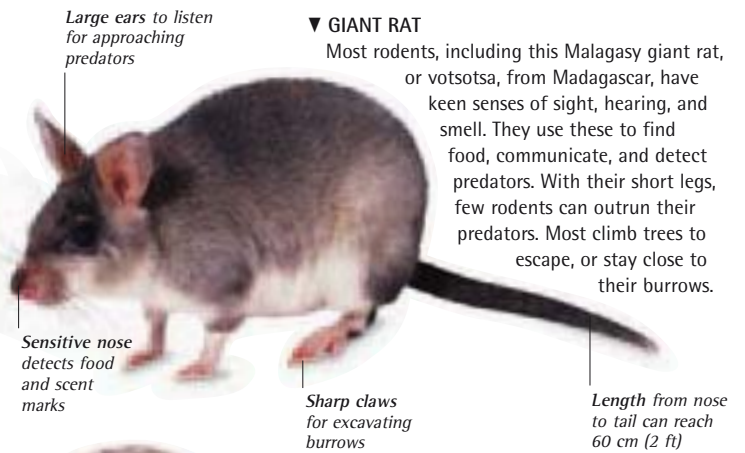 Large ears to listen
for approaching
predators
▼ GIANT RAT
Most rodents, including this Malagasy giant rat,
or votsotsa, from Madagascar, have
keen senses of sight, hearing, and
smell. They use these to find
food, communicate, and detect
predators. With their short legs,
few rodents can outrun their
predators. Most climb trees to
escape, or stay close to
their burrows.
Sensitive nose
detects food
and scent
marks
Sharp claws
for excavating
burrows
Length from nose
to tail can reach
60 cm (2 ft)